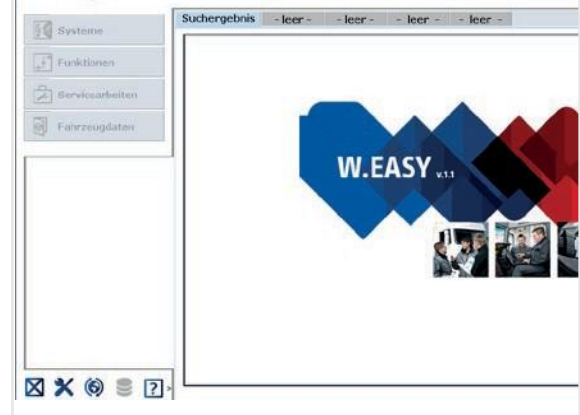 Suchergebnis - leer - - leer - - leer - - leer -
Systeme
Funktionen
Servicearbeiten
Fahrzeugdaten
W.EASY v.1.1
?